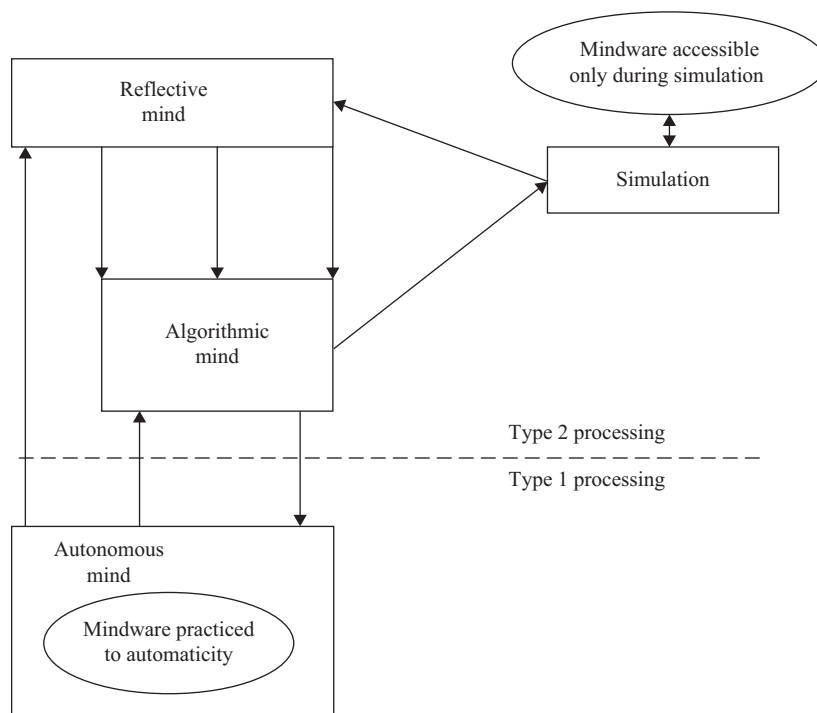 Mindware accessible
only during simulation
Reflective
mind
Simulation
Algorithmic
mind
Type 2 processing
Type 1 processing
Autonomous
mind
Mindware practiced
to automaticity